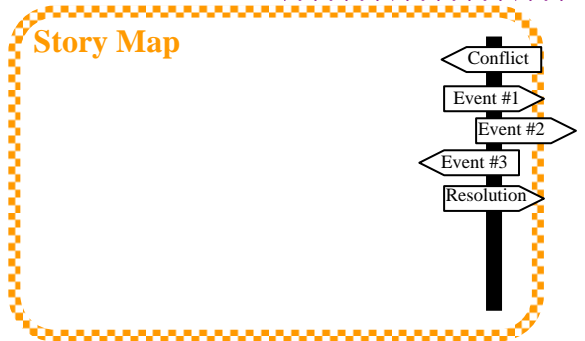 Story Map
Conflict
Event #1
Event #2
Event #3
Resolution